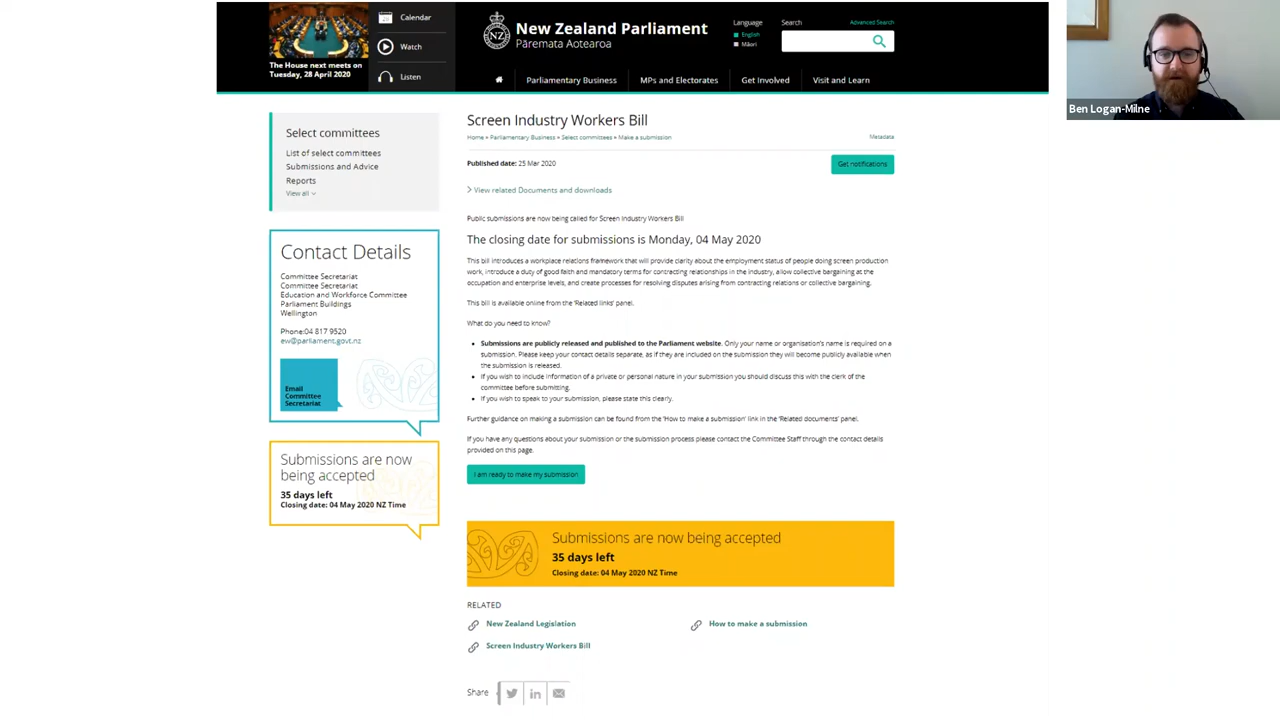 The House next meets on
Tuesday, 28 April 2020
Calendar
Watch
Listen
NZ
New Zealand Parliament
Pāremata Aotearoa
Language
English
Māori
Search
Advanced Search
Parliamentary Business
MPs and Electorates
Get Involved
Visit and Learn
Ben Logan-Milne
Select committees
List of select committees
Submissions and Advice
Reports
View all
Contact Details
Committee Secretariat
Committee Secretariat
Education and Workforce Committee
Parliament Buildings
Wellington
Phone:04 817 9520
ew@parliament.govt.nz
Email
Committee
Secretariat
Submissions are now
being accepted
35 days left
Closing date: 04 May 2020 NZ Time
Screen Industry Workers Bill
Home » Parliamentary Business » Select committees » Make a submission
Metadata
Published date: 25 Mar 2020
Get notifications
View related Documents and downloads
Public submissions are now being called for Screen Industry Workers Bill
The closing date for submissions is Monday, 04 May 2020
This bill introduces a workplace relations framework that will provide clarity about the employment status of people doing screen production
work, introduce a duty of good faith and mandatory terms for contracting relationships in the industry, allow collective bargaining at the
occupation and enterprise levels, and create processes for resolving disputes arising from contracting relations or collective bargaining.
This bill is available online from the 'Related links' panel.
What do you need to know?
• Submissions are publicly released and published to the Parliament website. Only your name or organisation's name is required on a
submission. Please keep your contact details separate, as if they are included on the submission they will become publicly available when
the submission is released.
• If you wish to include information of a private or personal nature in your submission you should discuss this with the clerk of the
committee before submitting.
• If you wish to speak to your submission, please state this clearly.
Further guidance on making a submission can be found from the 'How to make a submission' link in the 'Related documents' panel.
If you have any questions about your submission or the submission process please contact the Committee Staff through the contact details
provided on this page.
I am ready to make my submission
Submissions are now being accepted
35 days left
Closing date: 04 May 2020 NZ Time
RELATED
New Zealand Legislation
How to make a submission
Screen Industry Workers Bill
Share
in